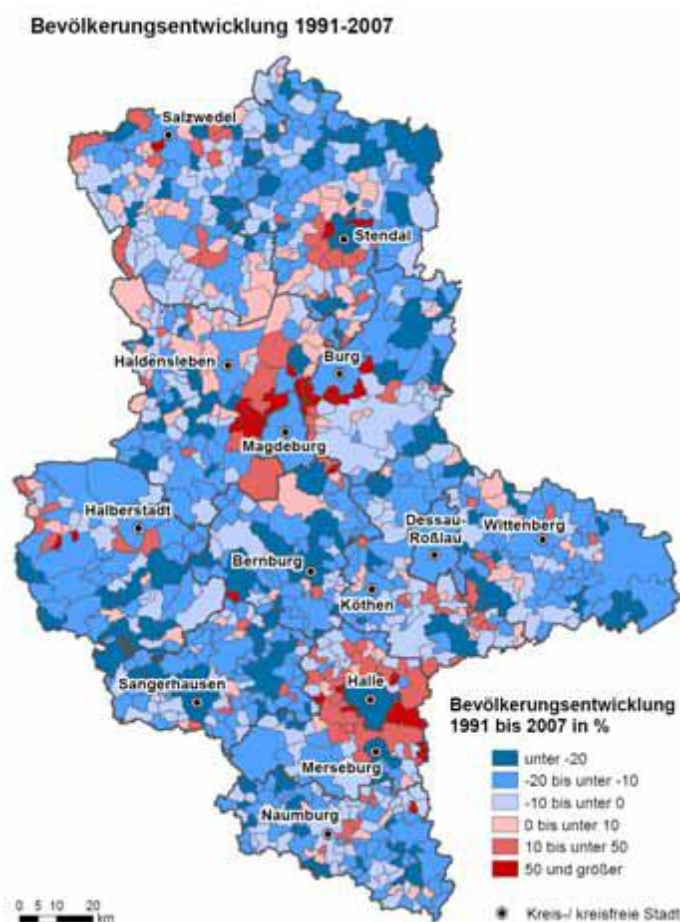 Bevölkerungsentwicklung 1991-2007
Salzwedel
Stendal
Haldensleben
Burg
Magdeburg
Halberstadt
Dessau-
Roßlau
Wittenberg
Bernburg
Köthen
Sangerhausen
Halle
Merseburg
Naumburg
Bevölkerungsentwicklung
1991 bis 2007 in %
unter -20
-20 bis unter -10
-10 bis unter 0
0 bis unter 10
10 bis unter 50
50 und größer
Kreis-/ kreisfreie Stadt
0 5 10 20
km